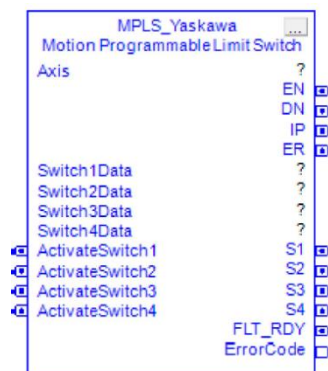 MPLS_Yaskawa ...
Motion Programmable Limit Switch
Axis ?
EN
DN
IP
ER
Switch1Data ?
Switch2Data ?
Switch3Data ?
Switch4Data ?
ActivateSwitch1 S1
ActivateSwitch2 S2
ActivateSwitch3 S3
ActivateSwitch4 S4
FLT_RDY
ErrorCode